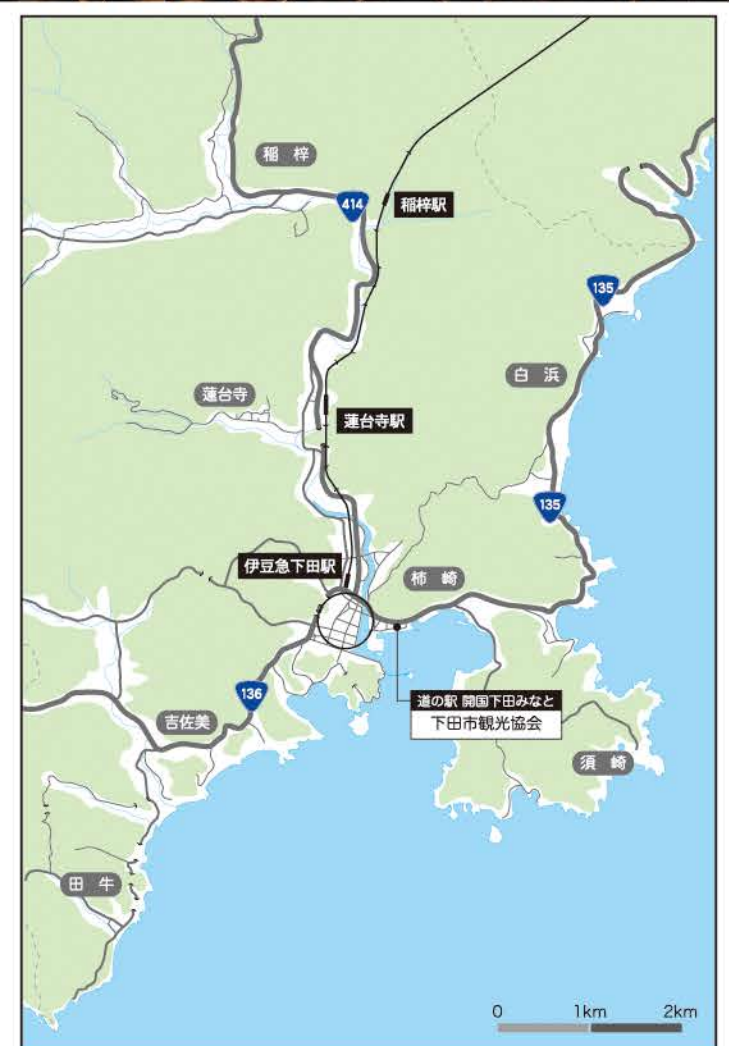 稲梓
414
稲梓駅
135
白浜
蓮台寺
蓮台寺駅
135
伊豆急下田駅
柿崎
136
道の駅 開国下田みなと
下田市観光協会
吉佐美
須崎
田牛
0 1km 2km